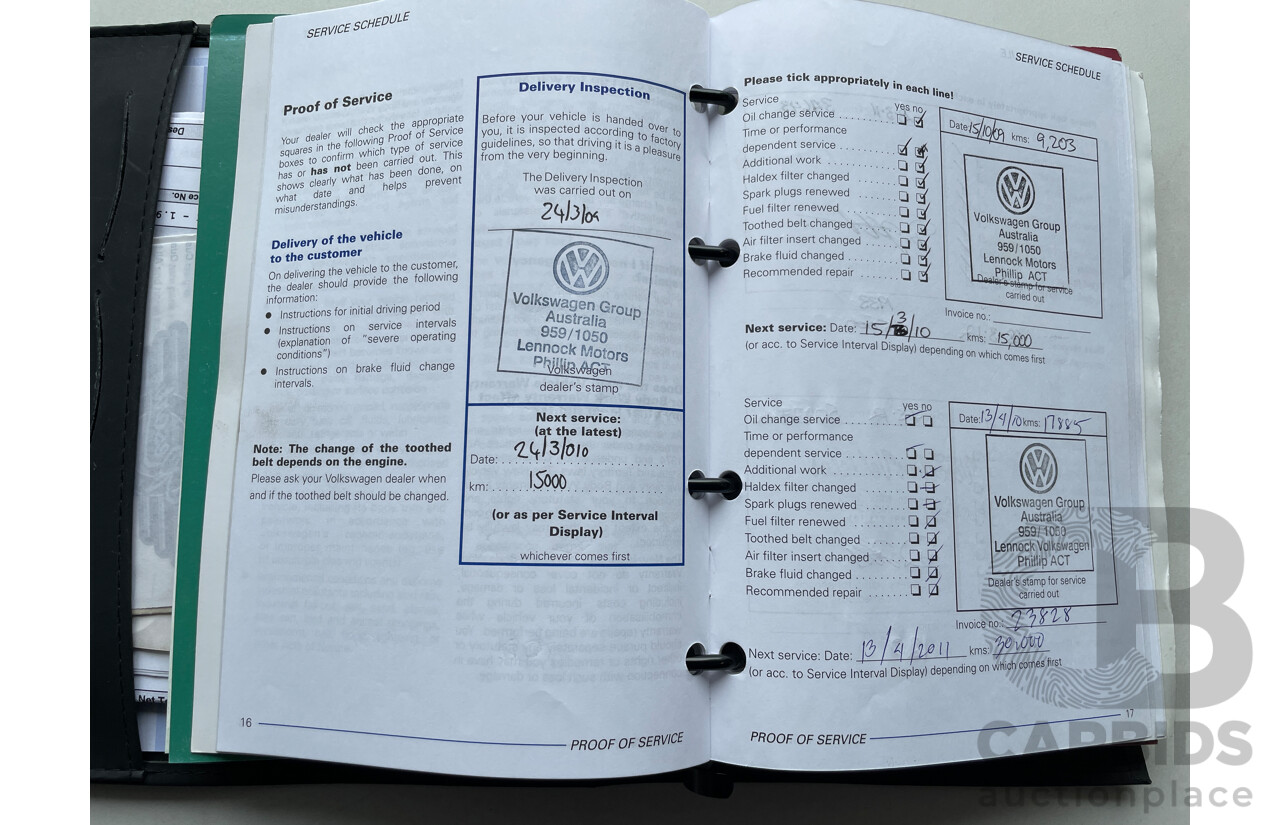 SERVICE SCHEDULE
Proof of Service
Your dealer will check the appropriate
squares in the following Proof of Service
boxes to confirm which type of service
has or has not been carried out. This
shows clearly what has been done, on
what date and helps prevent
misunderstandings.
Delivery of the vehicle
to the customer
On delivering the vehicle to the customer,
the dealer should provide the following
information:
● Instructions for initial driving period
● Instructions on service intervals
(explanation of "severe operating
conditions")
● Instructions on brake fluid change
intervals.
Note: The change of the toothed
belt depends on the engine.
Please ask your Volkswagen dealer when
and if the toothed belt should be changed.
Delivery Inspection
Before your vehicle is handed over to
you, it is inspected according to factory
guidelines, so that driving it is a pleasure
from the very beginning.
The Delivery Inspection
was carried out on
24/3/09
Volkswagen Group
Australia
959/1050
Lennock Motors
Phillip ACT
Volkswagen
dealer's stamp
Next service:
(at the latest)
Date: 24/3/010
km: 15000
(or as per Service Interval
Display)
whichever comes first
16
PROOF OF SERVICE
SERVICE SCHEDULE
Please tick appropriately in each line!
Service yes no
Oil change service
Time or performance
dependent service
Additional work
Haldex filter changed
Spark plugs renewed
Fuel filter renewed
Toothed belt changed
Air filter insert changed
Brake fluid changed
Recommended repair
Date: 15/10/09 kms: 9,203
Volkswagen Group
Australia
959/1050
Lennock Motors
Phillip ACT
Dealer's stamp for service
carried out
Invoice no.:
Next service: Date: 15/3/10 kms: 15,000
(or acc. to Service Interval Display) depending on which comes first
Service yes no
Oil change service
Time or performance
dependent service
Additional work
Haldex filter changed
Spark plugs renewed
Fuel filter renewed
Toothed belt changed
Air filter insert changed
Brake fluid changed
Recommended repair
Date: 13/4/10 kms: 17885
Volkswagen Group
Australia
959/1050
Lennock Volkswagen
Phillip ACT
Dealer's stamp for service
carried out
Invoice no.: 23828
Next service: Date: 13/4/2011 kms: 30,000
(or acc. to Service Interval Display) depending on which comes first
17
PROOF OF SERVICE
CARBIDS
auctionplace